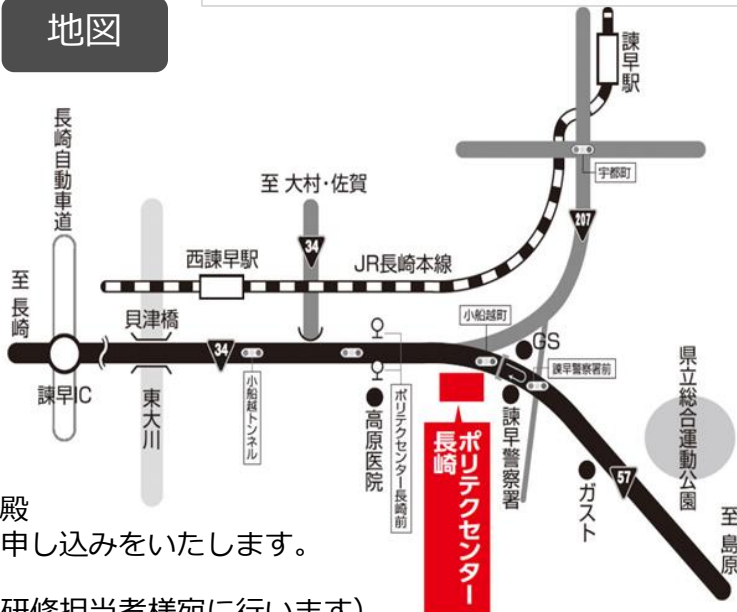 地図
諫早駅
長崎自動車道
至 大村・佐賀
宇都町
34
207
西諫早駅
JR長崎本線
至 長崎
貝津橋
小船越町
GS
34
諫早警察署前
県立総合運動公園
諫早IC
東大川
小船越トンネル
高原医院
ポリテクセンター長崎前
ポリテクセンター
長崎
諫早警察署
ガスト
57
至 島原
殿
申し込みをいたします。
研修担当者様宛に行います)